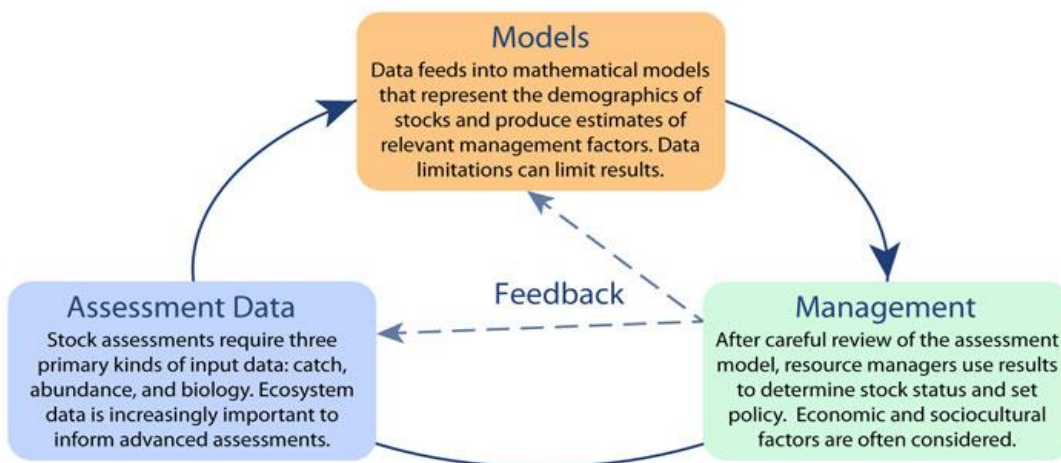 Models
Data feeds into mathematical models
that represent the demographics of
stocks and produce estimates of
relevant management factors. Data
limitations can limit results.
Feedback
Assessment Data
Stock assessments require three
primary kinds of input data: catch,
abundance, and biology. Ecosystem
data is increasingly important to
inform advanced assessments.
Management
After careful review of the assessment
model, resource managers use results
to determine stock status and set
policy.  Economic and sociocultural
factors are often considered.